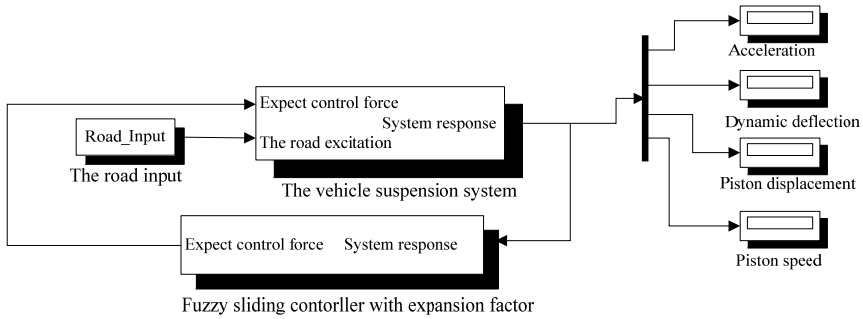 Acceleration
Expect control force
System response
Dynamic deflection
Road_Input
The road excitation
The road input
The vehicle suspension system
Piston displacement
Expect control force
System response
Piston speed
Fuzzy sliding contorller with expansion factor